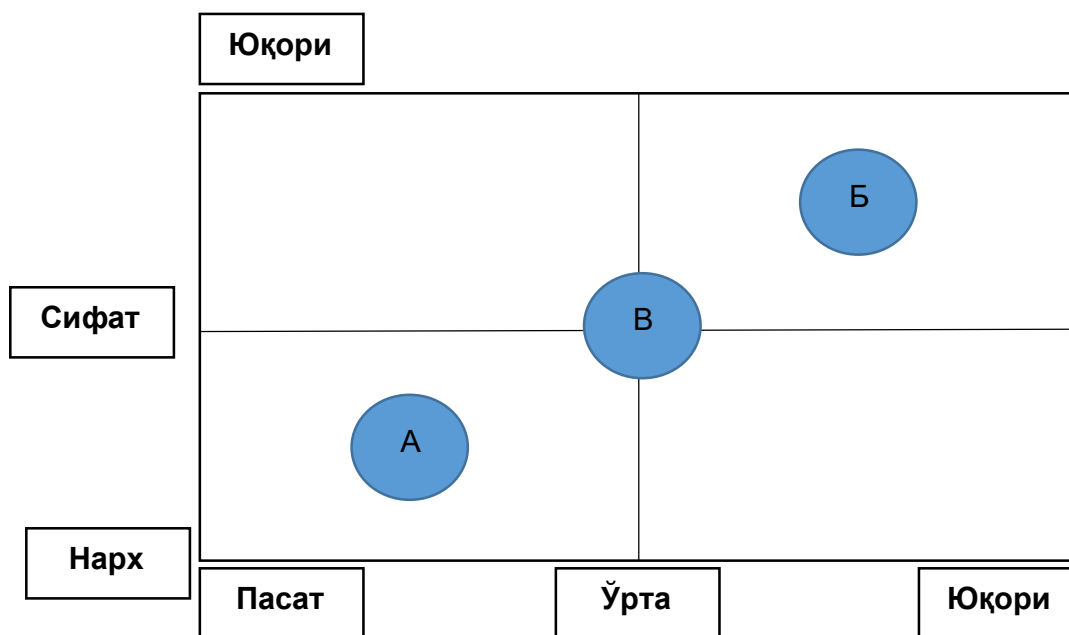 Юқори
Б
Сифат
В
А
Нарх
Пасат
Ўрта
Юқори